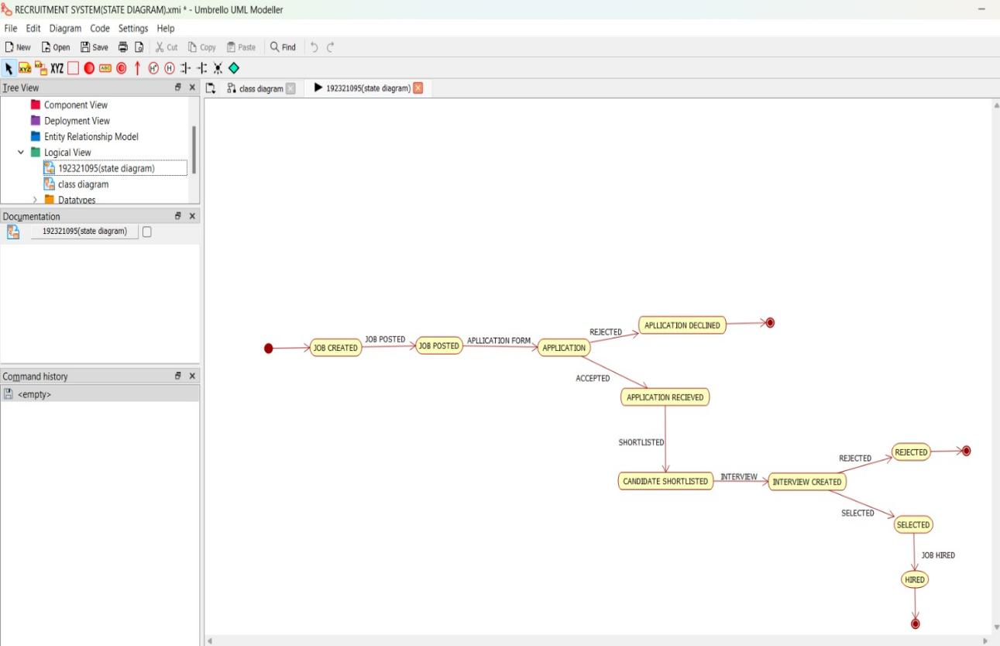 RECRUITMENT SYSTEM(STATE DIAGRAM).xmi * - Umbrello UML Modeller
File Edit Diagram Code Settings Help
New Open Save Cut Copy Paste Find
XYZ XYZ ABC H* H
Tree View
class diagram
192321095(state diagram)
Component View
Deployment View
Entity Relationship Model
Logical View
192321095(state diagram)
class diagram
Datatypes
Documentation
192321095(state diagram)
Command history
<empty>
JOB CREATED
JOB POSTED
JOB POSTED
APLLICATION FORM
APPLICATION
REJECTED
APLLICATION DECLINED
ACCEPTED
APPLICATION RECIEVED
SHORTLISTED
CANDIDATE SHORTLISTED
INTERVIEW
INTERVIEW CREATED
REJECTED
REJECTED
SELECTED
SELECTED
JOB HIRED
HIRED